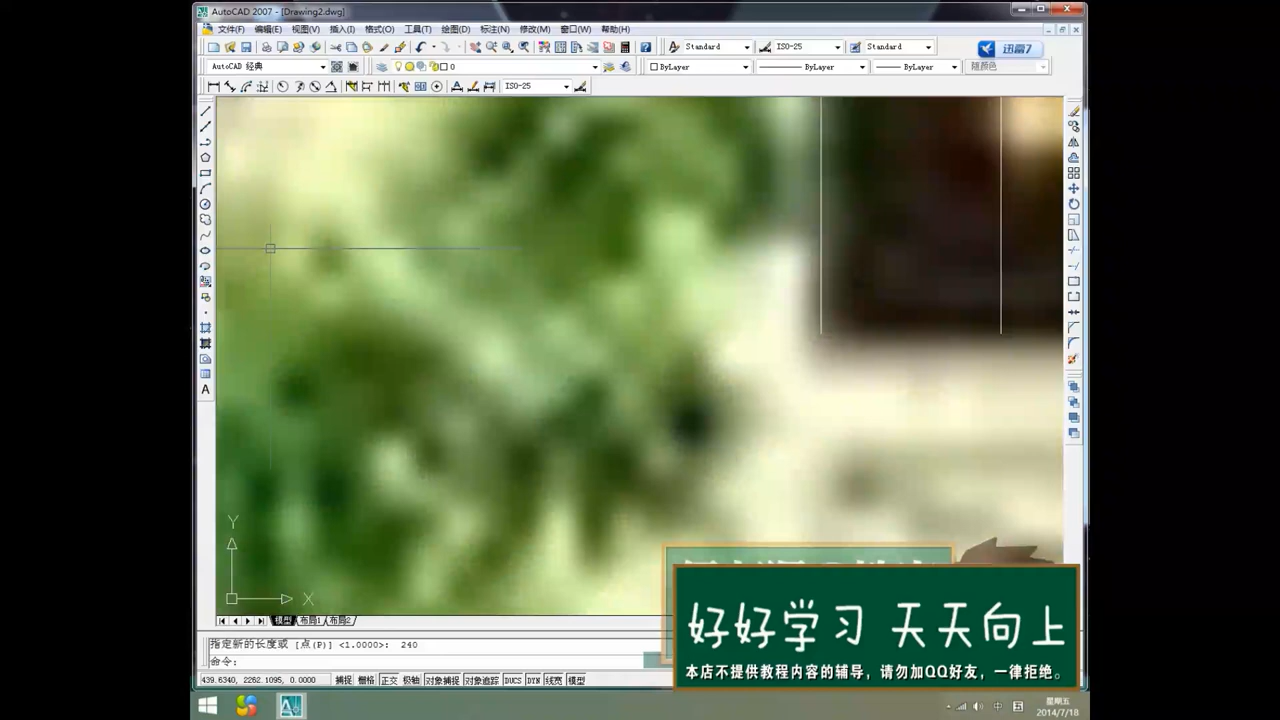 AutoCAD 2007 - [Drawing2.dwg]
文件(F) 编辑(E) 视图(V) 插入(I) 格式(O) 工具(T) 绘图(D) 标注(N) 修改(M) 窗口(W) 帮助(H)
Standard ISO-25 Standard 迅雷7
AutoCAD 经典 0 ByLayer ByLayer ByLayer 随颜色
ISO-25
A
Y
X
模型 布局1 布局2
指定新的长度或 [点(P)] <1.0000>: 240
命令:
好好学习 天天向上
本店不提供教程内容的辅导，请勿加QQ好友，一律拒绝。
439.6340, 2262.1095, 0.0000 捕捉 栅格 正交 极轴 对象捕捉 对象追踪 DUCS DYN 线宽 模型
中 五
星期五
2014/7/18